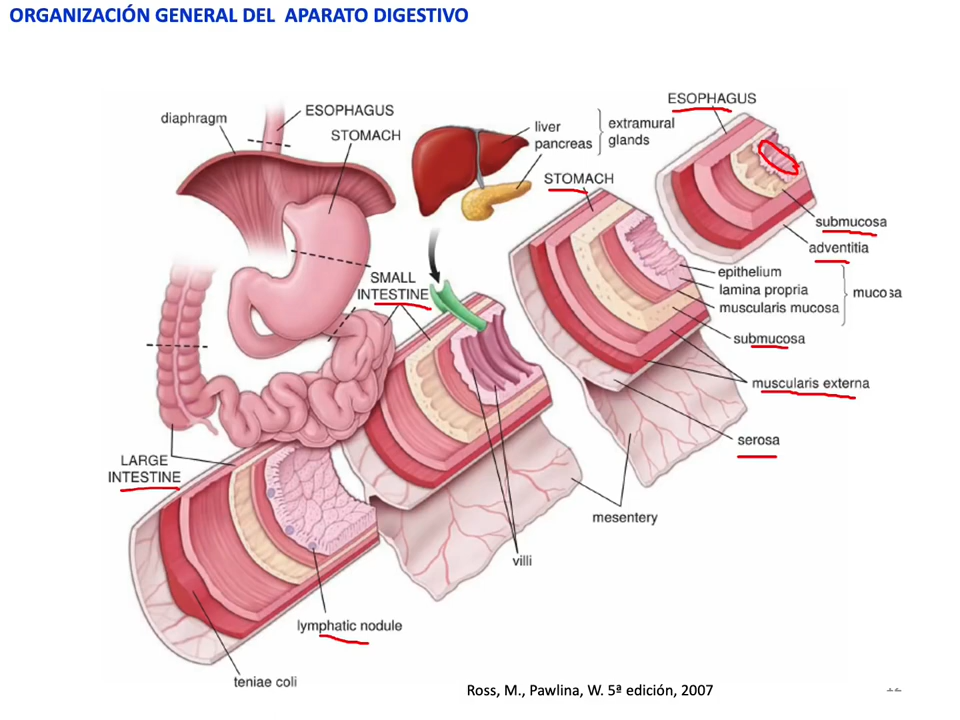 ORGANIZACIÓN GENERAL DEL APARATO DIGESTIVO
ESOPHAGUS
diaphragm
ESOPHAGUS
STOMACH
liver
pancreas
extramural
glands
STOMACH
submucosa
adventitia
epithelium
lamina propria
muscularis mucosa
mucosa
SMALL
INTESTINE
submucosa
muscularis externa
serosa
LARGE
INTESTINE
mesentery
villi
lymphatic nodule
teniae coli
Ross, M., Pawlina, W. 5ª edición, 2007